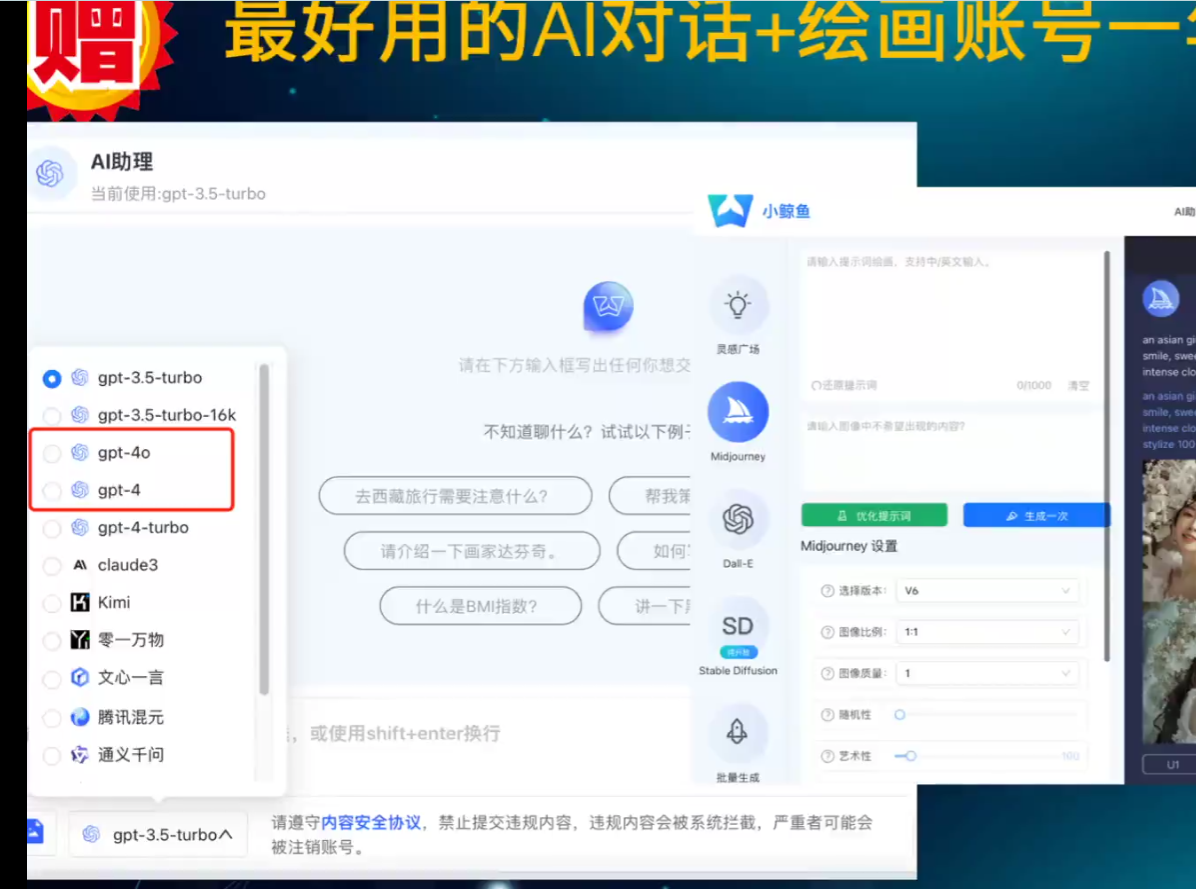 赠
最好用的AI对话+绘画账号一
AI助理
当前使用:gpt-3.5-turbo
请在下方输入框写出任何你想交
不知道聊什么？试试以下例子
去西藏旅行需要注意什么?
帮我策
请介绍一下画家达芬奇。
如何
什么是BMI指数?
讲一下
gpt-3.5-turbo
gpt-3.5-turbo-16k
gpt-4o
gpt-4
gpt-4-turbo
claude3
Kimi
零一万物
文心一言
腾讯混元
通义千问
，或使用shift+enter换行
gpt-3.5-turbo
请遵守内容安全协议，禁止提交违规内容，违规内容会被系统拦截，严重者可能会
被注销账号。
小鲸鱼
AI助
灵感广场
Midjourney
Dall-E
SD
Stable Diffusion
批量生成
请输入提示词绘画，支持中/英文输入。
还原提示词
0/1000
清空
请输入图像中不希望出现的内容?
优化提示词
生成一次
Midjourney 设置
选择版本:
V6
图像比例:
1:1
图像质量:
1
随机性
艺术性
100
an asian gi
smile, swee
intense clo
an asian gi
smile, swee
intense clo
stylize 100
U1